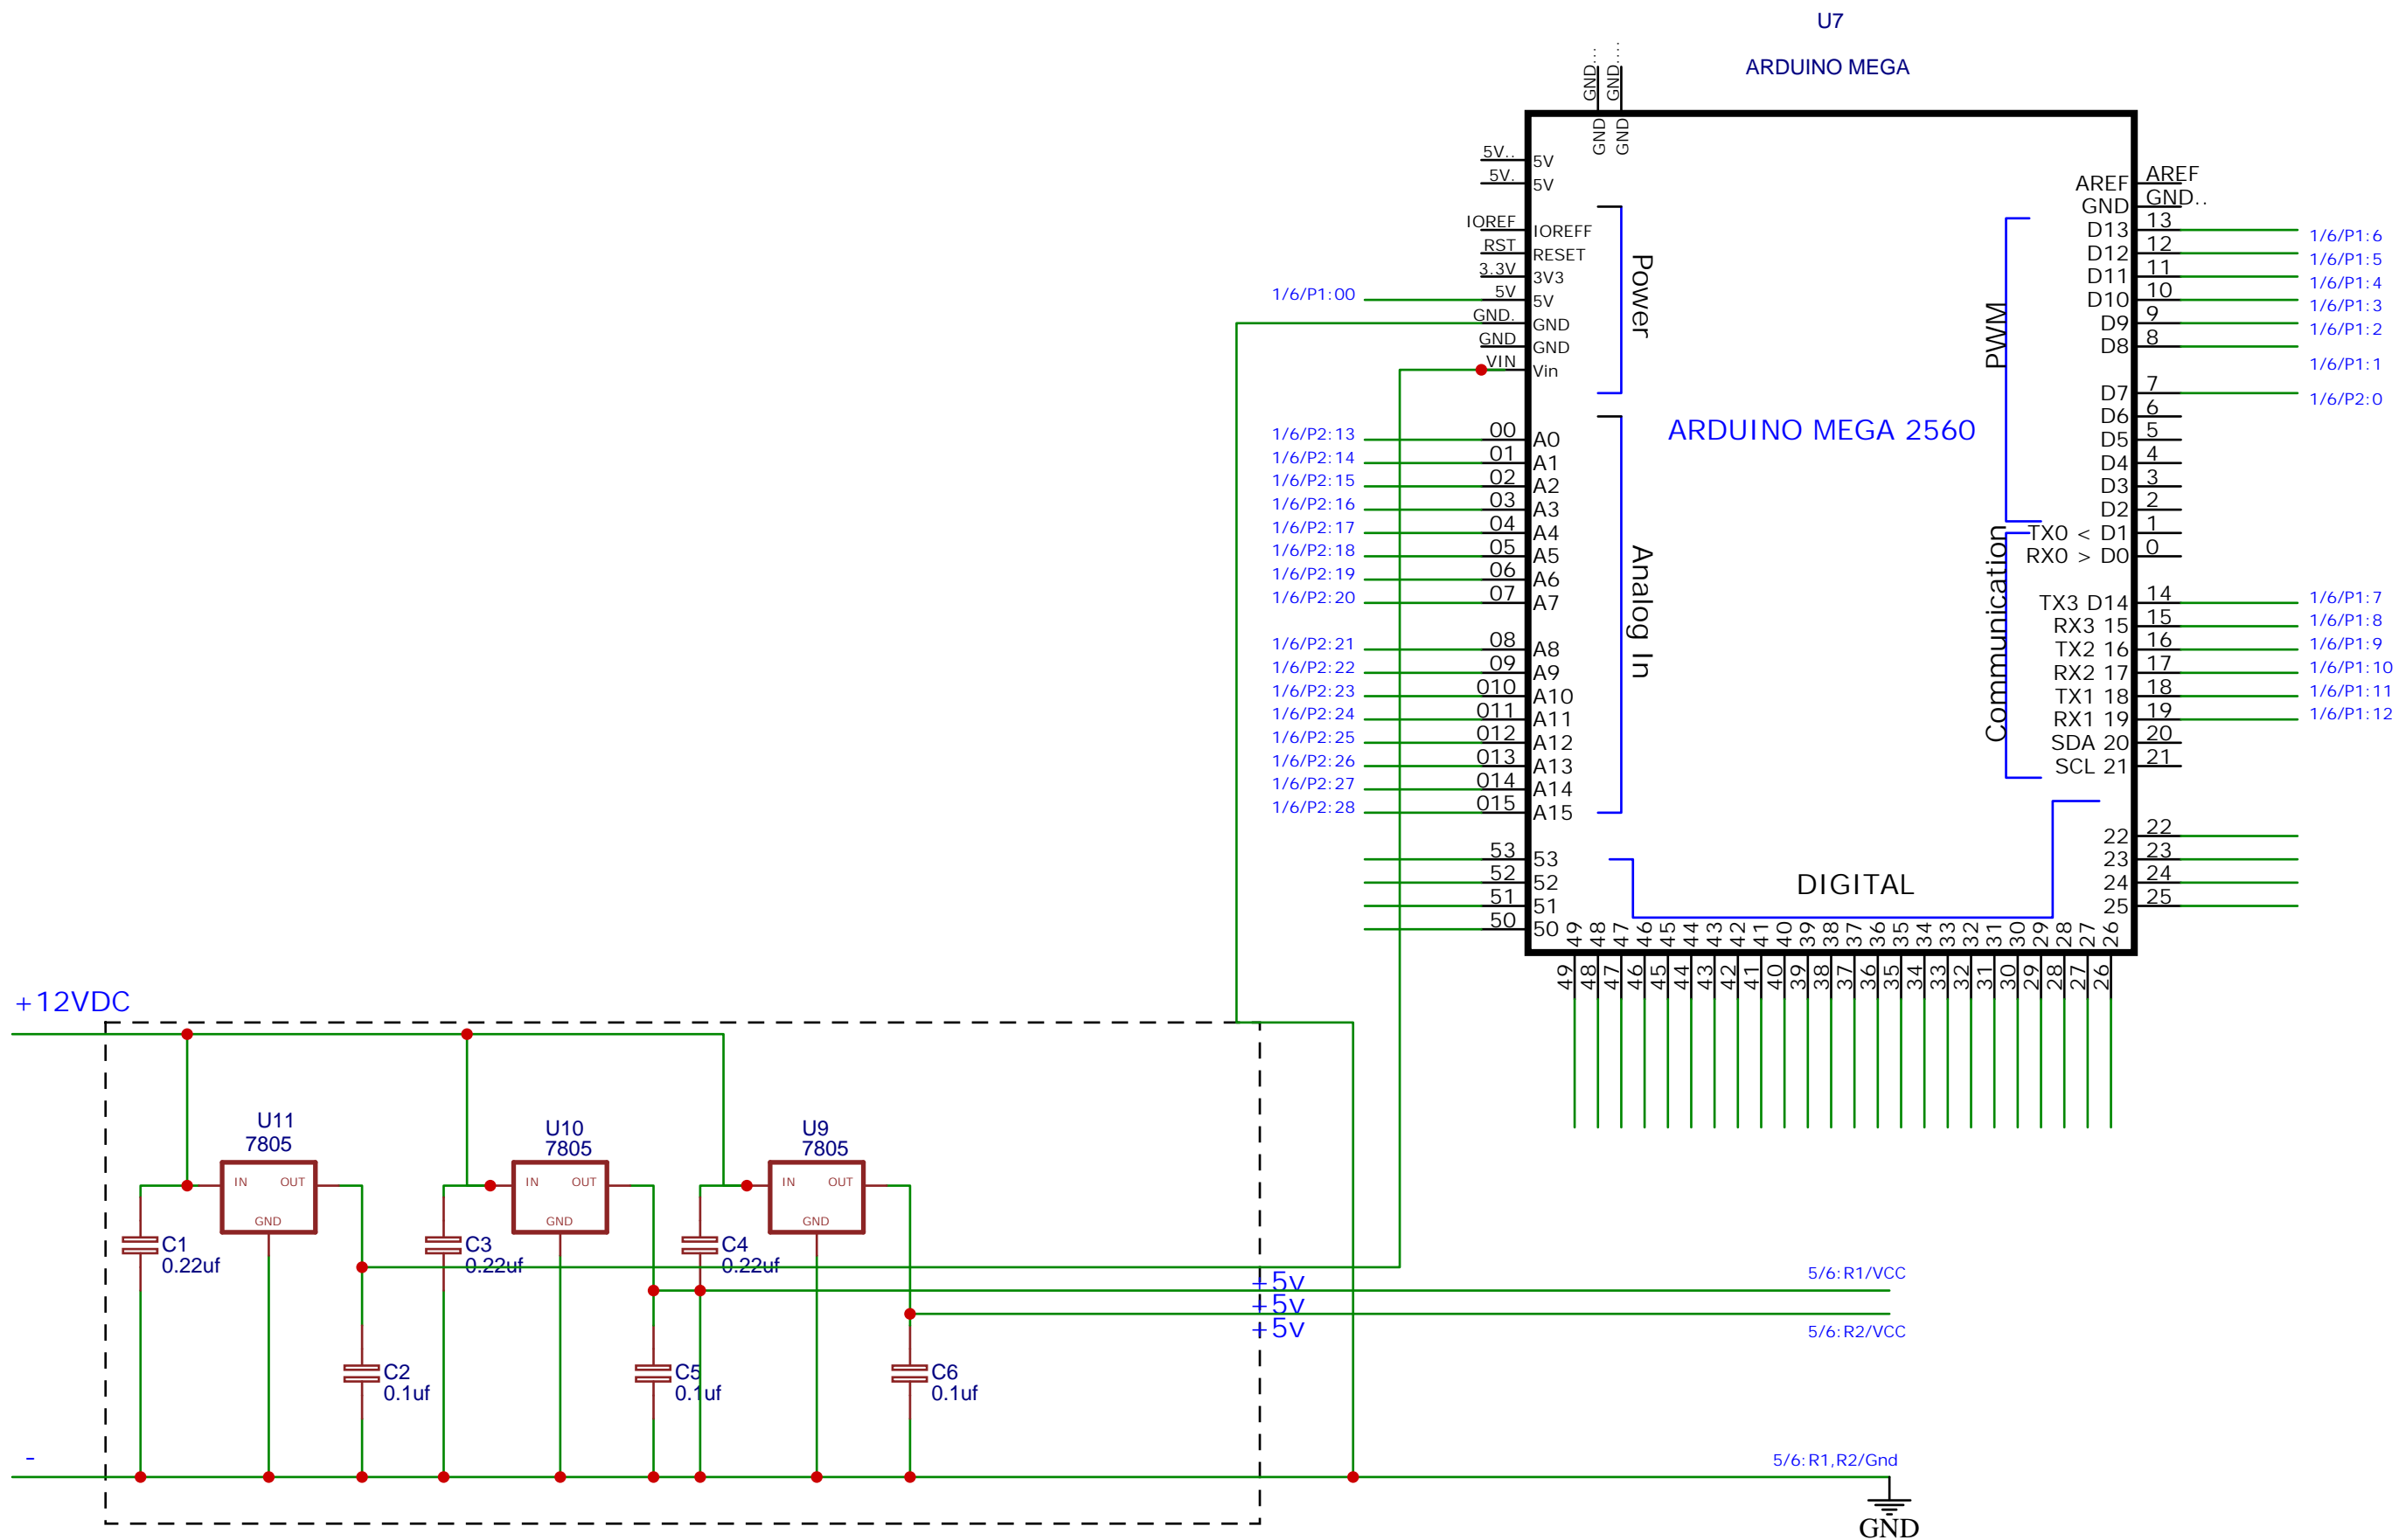 U7
ARDUINO MEGA
GND...
GND....
GND
GND
5V.. 5V
5V. 5V
IOREF IOREFF
RST RESET
3.3V 3V3
1/6/P1:00 5V 5V
GND. GND
GND GND
VIN Vin
Power
1/6/P2:13 00 A0
1/6/P2:14 01 A1
1/6/P2:15 02 A2
1/6/P2:16 03 A3
1/6/P2:17 04 A4
1/6/P2:18 05 A5
1/6/P2:19 06 A6
1/6/P2:20 07 A7
1/6/P2:21 08 A8
1/6/P2:22 09 A9
1/6/P2:23 010 A10
1/6/P2:24 011 A11
1/6/P2:25 012 A12
1/6/P2:26 013 A13
1/6/P2:27 014 A14
1/6/P2:28 015 A15
Analog In
53 53
52 52
51 51
50 50
ARDUINO MEGA 2560
AREF AREF
GND GND..
D13 13 1/6/P1:6
D12 12 1/6/P1:5
D11 11 1/6/P1:4
D10 10 1/6/P1:3
D9 9 1/6/P1:2
D8 8 1/6/P1:1
D7 7 1/6/P2:0
D6 6
D5 5
D4 4
D3 3
D2 2
TX0 < D1 1
RX0 > D0 0
PWM
TX3 D14 14 1/6/P1:7
RX3 15 15 1/6/P1:8
TX2 16 16 1/6/P1:9
RX2 17 17 1/6/P1:10
TX1 18 18 1/6/P1:11
RX1 19 19 1/6/P1:12
SDA 20 20
SCL 21 21
Communication
22 22
23 23
24 24
25 25
DIGITAL
49 48 47 46 45 44 43 42 41 40 39 38 37 36 35 34 33 32 31 30 29 28 27 26
49 48 47 46 45 44 43 42 41 40 39 38 37 36 35 34 33 32 31 30 29 28 27 26
+12VDC
U11
7805
IN OUT
GND
U10
7805
IN OUT
GND
U9
7805
IN OUT
GND
C1
0.22uf
C3
0.22uf
C4
0.22uf
+5v
+5v
+5v
5/6:R1/VCC
5/6:R2/VCC
C2
0.1uf
C5
0.1uf
C6
0.1uf
-
5/6:R1,R2/Gnd
GND